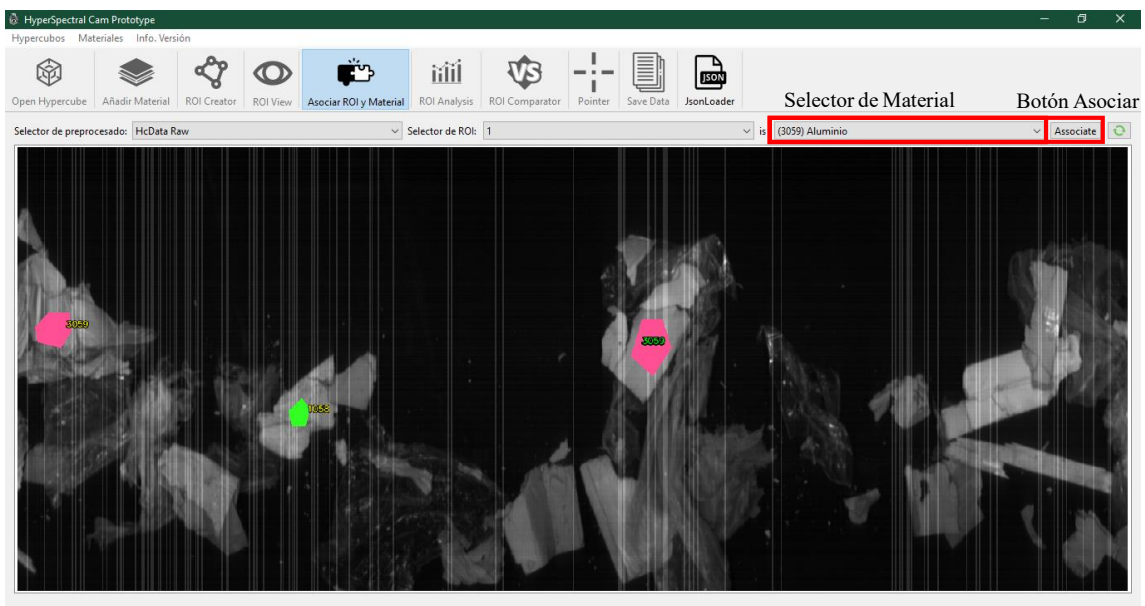 HyperSpectral Cam Prototype
Hypercubos Materiales Info. Versión
Open Hypercube Añadir Material ROI Creator ROI View Asociar ROI y Material ROI Analysis VS ROI Comparator Pointer Save Data JSON JsonLoader
Selector de Material Botón Asociar
Selector de preprocesado: HcData Raw Selector de ROI: 1 is (3059) Aluminio Associate
3059
3059
1058